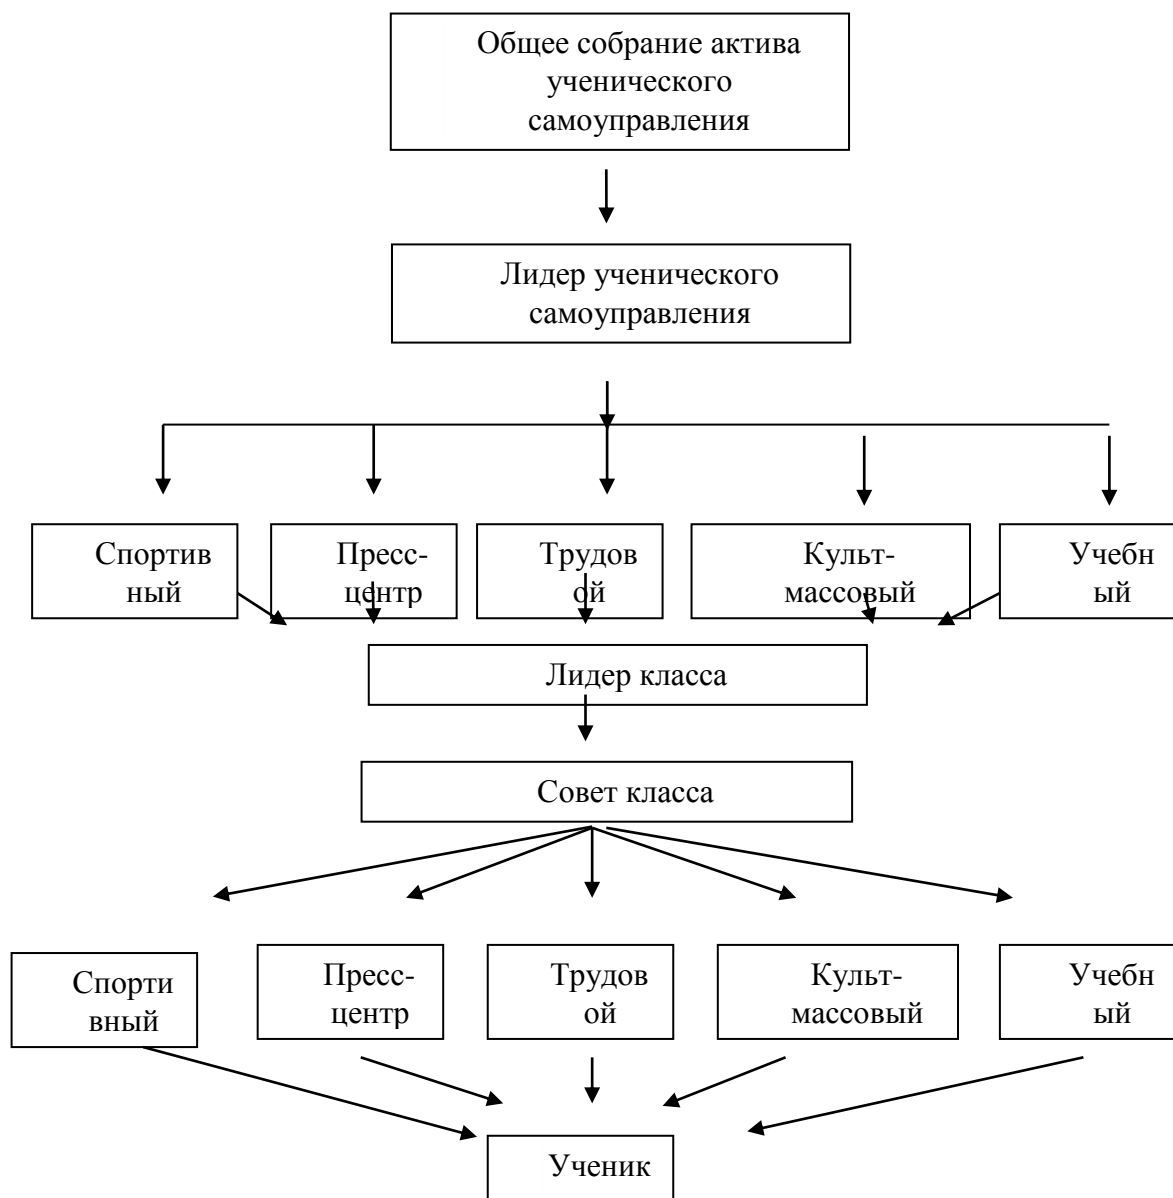 Общее собрание актива
ученического
самоуправления
Лидер ученического
самоуправления
Спортив
ный
Пресс-
центр
Трудов
ой
Культ-
массовый
Учебн
ый
Лидер класса
Совет класса
Спорти
вный
Пресс-
центр
Трудов
ой
Культ-
массовый
Учебн
ый
Ученик